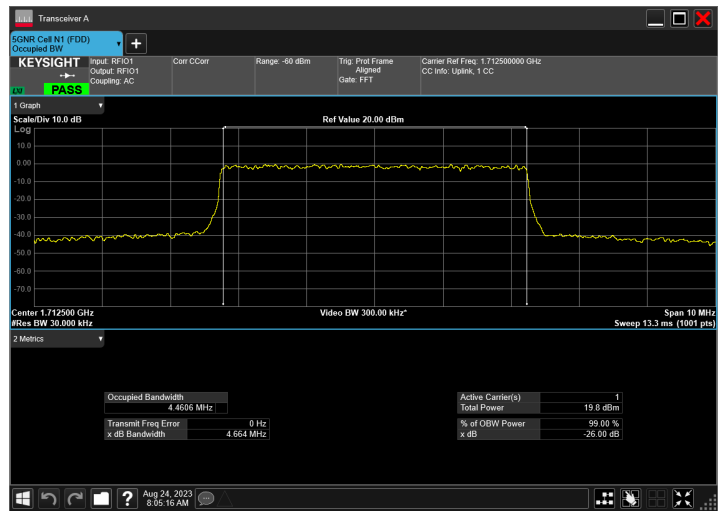 Transceiver A
5GNR Cell N1 (FDD)
Occupied BW
KEYSIGHT
LXI
PASS
Input: RFIO1
Output: RFIO1
Coupling: AC
Corr CCorr
Range: -60 dBm
Trig: Prot Frame
Aligned
Gate: FFT
Carrier Ref Freq: 1.712500000 GHz
CC Info: Uplink, 1 CC
1 Graph
Scale/Div 10.0 dB
Ref Value 20.00 dBm
Log
10.0
0.00
-10.0
-20.0
-30.0
-40.0
-50.0
-60.0
-70.0
Center 1.712500 GHz
Video BW 300.00 kHz*
Span 10 MHz
#Res BW 30.000 kHz
Sweep 13.3 ms (1001 pts)
2 Metrics
Occupied Bandwidth
4.4606 MHz
Transmit Freq Error 0 Hz
x dB Bandwidth 4.664 MHz
Active Carrier(s) 1
Total Power 19.8 dBm
% of OBW Power 99.00 %
x dB -26.00 dB
Aug 24, 2023
8:05:16 AM